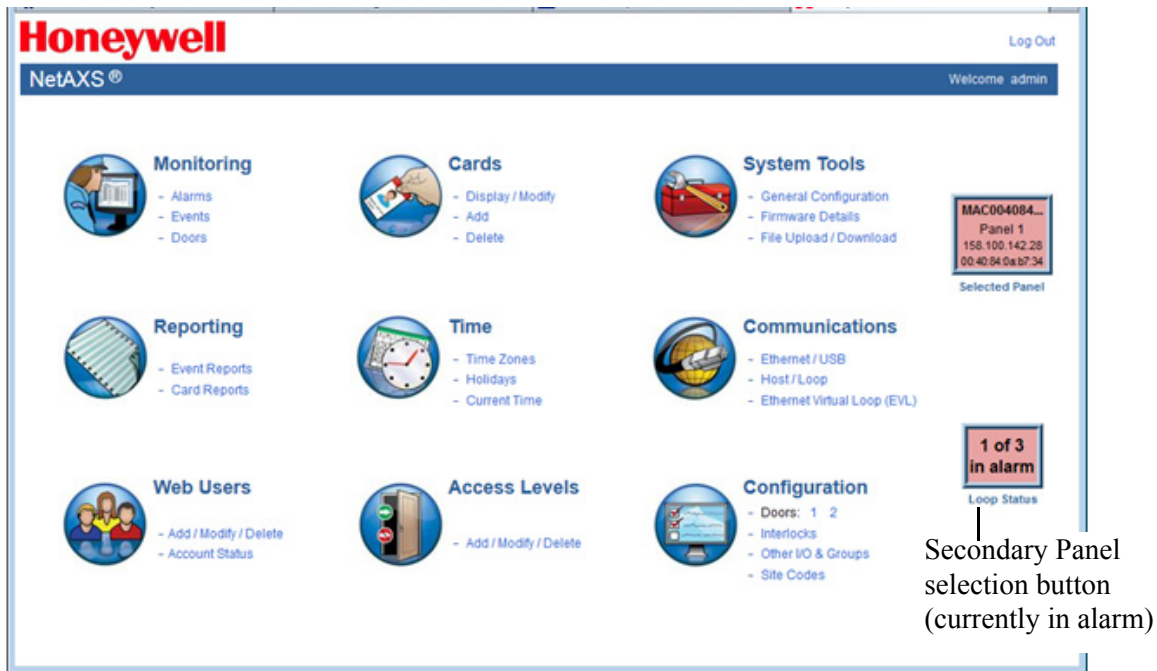 Honeywell
Log Out
NetAXS ®
Welcome admin
Monitoring
- Alarms
- Events
- Doors
Cards
- Display / Modify
- Add
- Delete
System Tools
- General Configuration
- Firmware Details
- File Upload / Download
MAC004084...
Panel 1
158.100.142.28
00:40:84:0a:b7:34
Selected Panel
Reporting
- Event Reports
- Card Reports
Time
- Time Zones
- Holidays
- Current Time
Communications
- Ethernet / USB
- Host / Loop
- Ethernet Virtual Loop (EVL)
1 of 3
in alarm
Loop Status
Web Users
- Add / Modify / Delete
- Account Status
Access Levels
- Add / Modify / Delete
Configuration
- Doors: 1 2
- Interlocks
- Other I/O & Groups
- Site Codes
Secondary Panel
selection button
(currently in alarm)